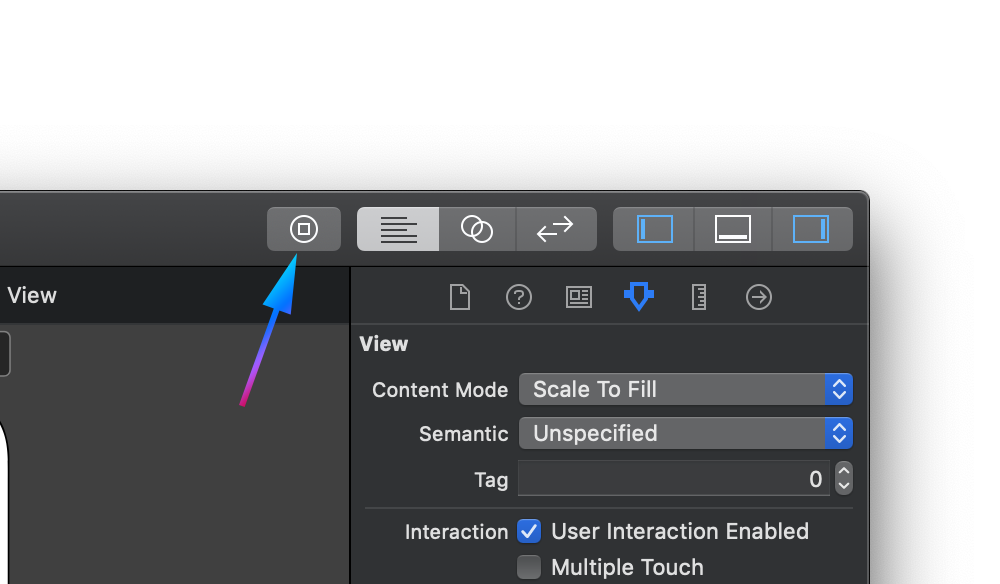 View
View
Content Mode Scale To Fill
Semantic Unspecified
Tag 0
Interaction User Interaction Enabled
Multiple Touch